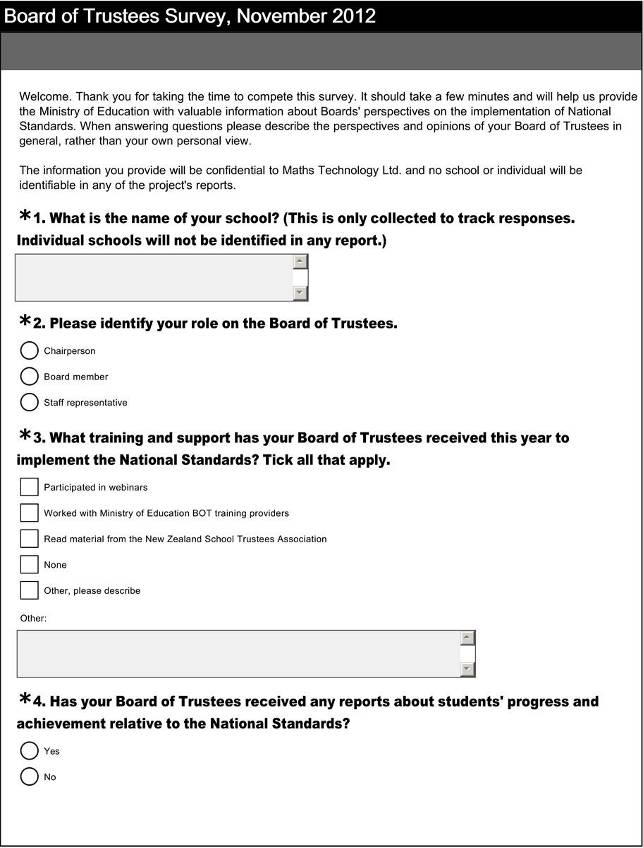 Board of Trustees Survey, November 2012
Welcome. Thank you for taking the time to compete this survey. It should take a few minutes and will help us provide
the Ministry of Education with valuable information about Boards' perspectives on the implementation of National
Standards. When answering questions please describe the perspectives and opinions of your Board of Trustees in
general, rather than your own personal view.
The information you provide will be confidential to Maths Technology Ltd. and no school or individual will be
identifiable in any of the project's reports.
*1. What is the name of your school? (This is only collected to track responses.
Individual schools will not be identified in any report.)
*2. Please identify your role on the Board of Trustees.
Chairperson
Board member
Staff representative
*3. What training and support has your Board of Trustees received this year to
implement the National Standards? Tick all that apply.
Participated in webinars
Worked with Ministry of Education BOT training providers
Read material from the New Zealand School Trustees Association
None
Other, please describe
Other:
*4. Has your Board of Trustees received any reports about students' progress and
achievement relative to the National Standards?
Yes
No